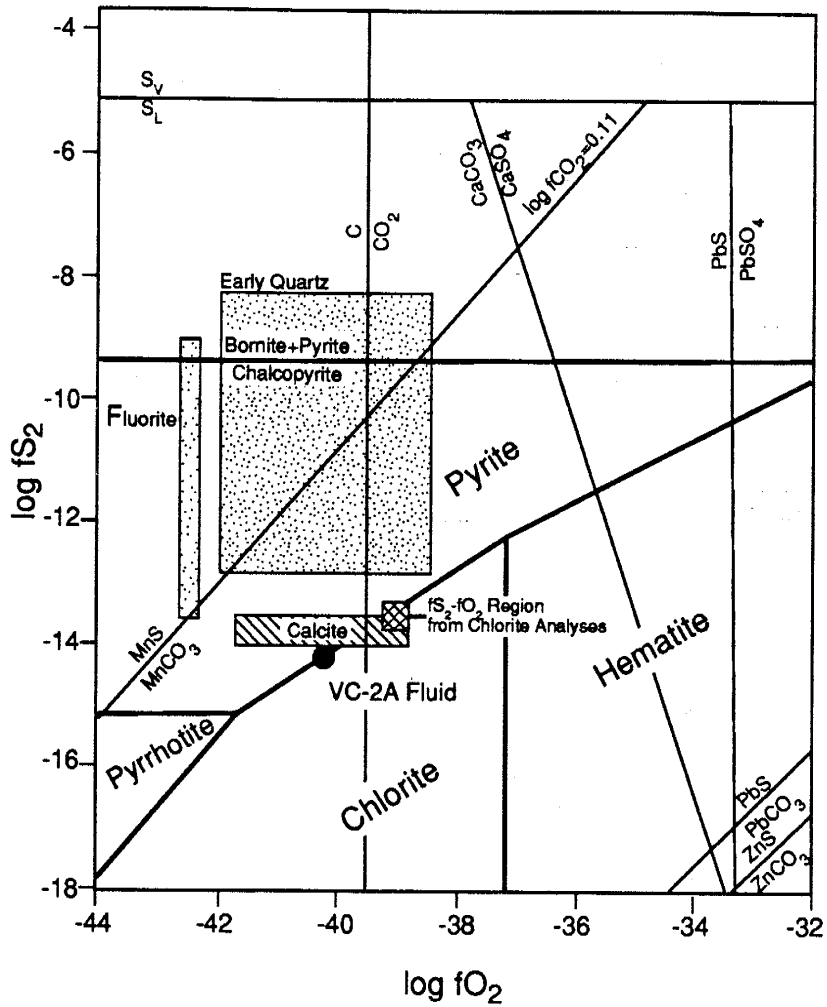 -4
S_V
S_L
-6
CaCO3
CaSO4
log fCO2=0.11
C
CO2
PbS
PbSO4
-8
Early Quartz
Bornite+Pyrite
Chalcopyrite
-10
Fluorite
log fS2
Pyrite
-12
fS2-fO2 Region
from Chlorite Analyses
Calcite
-14
MnS
MnCO3
VC-2A Fluid
Hematite
Pyrrhotite
-16
Chlorite
PbS
PbCO3
ZnS
ZnCO3
-18
-44 -42 -40 -38 -36 -34 -32
log fO2